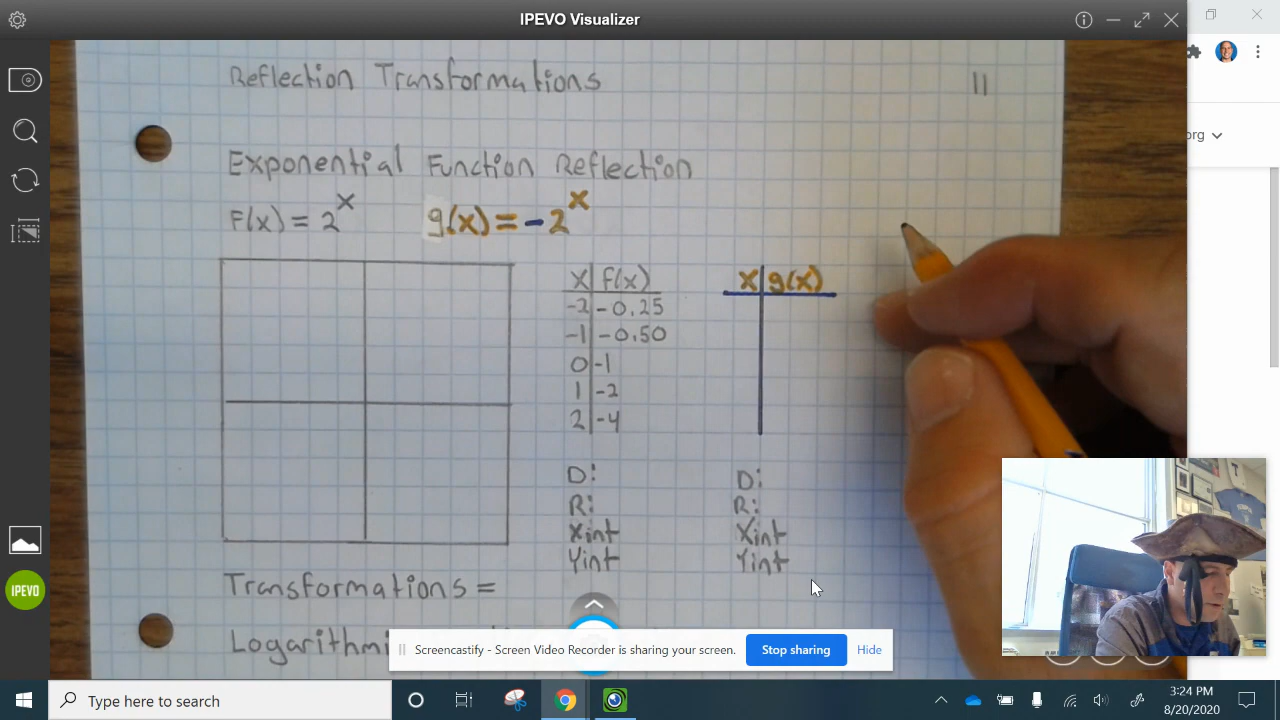 IPEVO Visualizer
Reflection Transformations 11
Exponential Function Reflection
F(x) = 2^x g(x) = -2^x
x f(x)
-2 -0.25
-1 -0.50
0 -1
1 -2
2 -4
x g(x)
D:
R:
Xint
Yint
D:
R:
Xint
Yint
Transformations =
IPEVO
org
Screencastify - Screen Video Recorder is sharing your screen.
Stop sharing
Hide
Type here to search
3:24 PM
8/20/2020